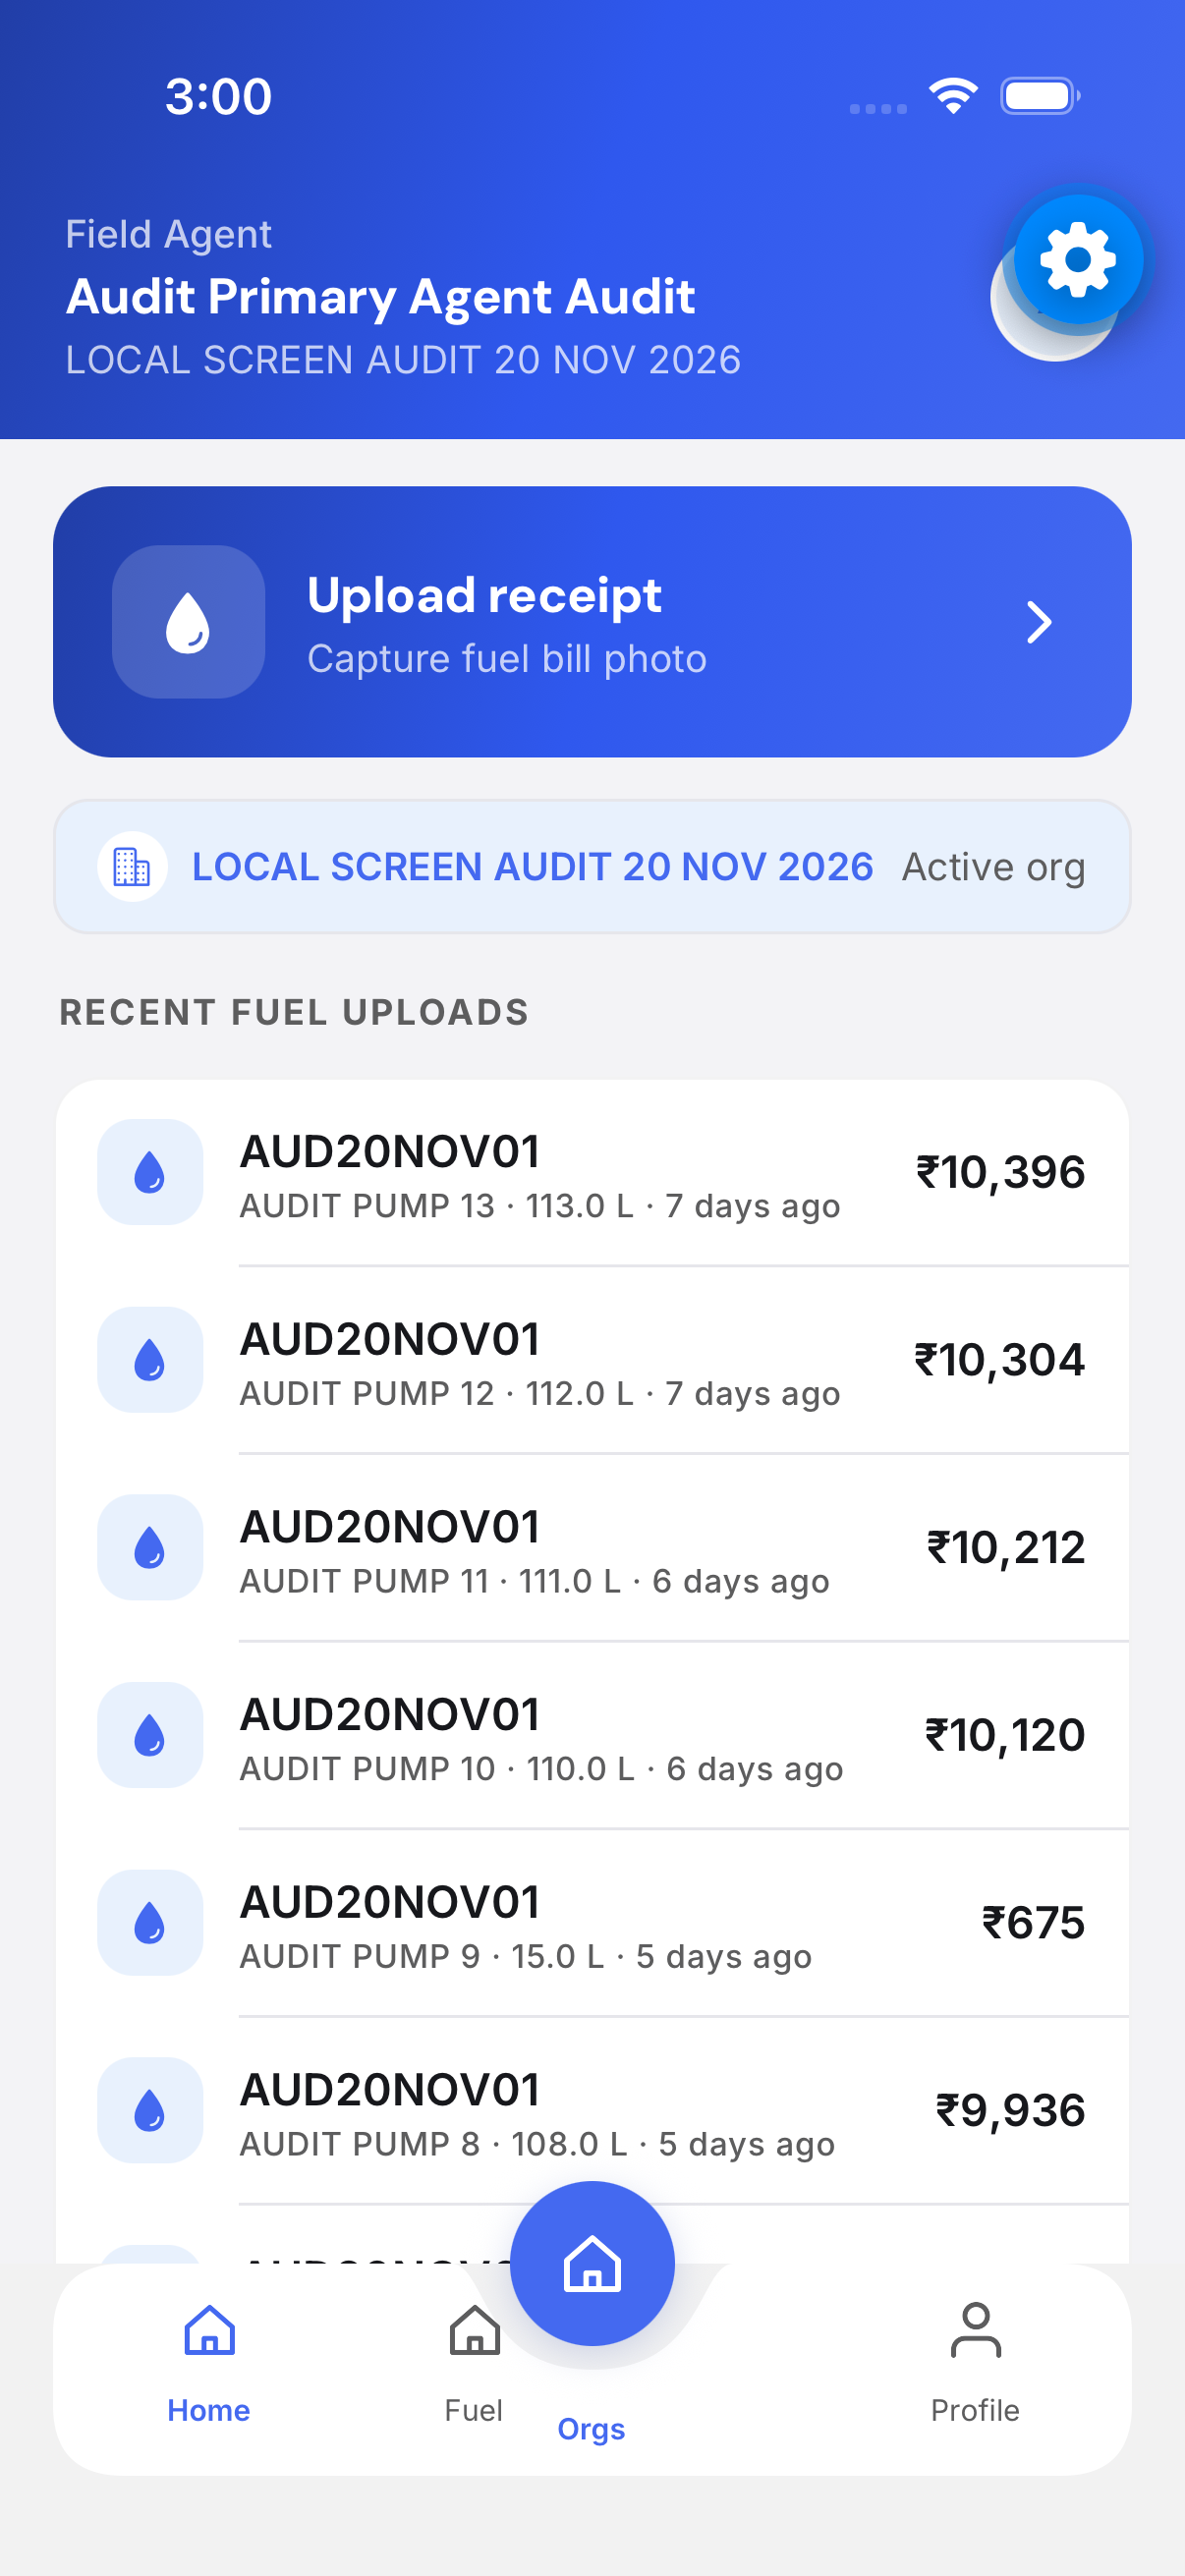 3:00
Field Agent
Audit Primary Agent Audit
LOCAL SCREEN AUDIT 20 NOV 2026
Upload receipt
Capture fuel bill photo
LOCAL SCREEN AUDIT 20 NOV 2026 Active org
RECENT FUEL UPLOADS
AUD20NOV01
AUDIT PUMP 13 · 113.0 L · 7 days ago
₹10,396
AUD20NOV01
AUDIT PUMP 12 · 112.0 L · 7 days ago
₹10,304
AUD20NOV01
AUDIT PUMP 11 · 111.0 L · 6 days ago
₹10,212
AUD20NOV01
AUDIT PUMP 10 · 110.0 L · 6 days ago
₹10,120
AUD20NOV01
AUDIT PUMP 9 · 15.0 L · 5 days ago
₹675
AUD20NOV01
AUDIT PUMP 8 · 108.0 L · 5 days ago
₹9,936
Home
Fuel
Orgs
Profile